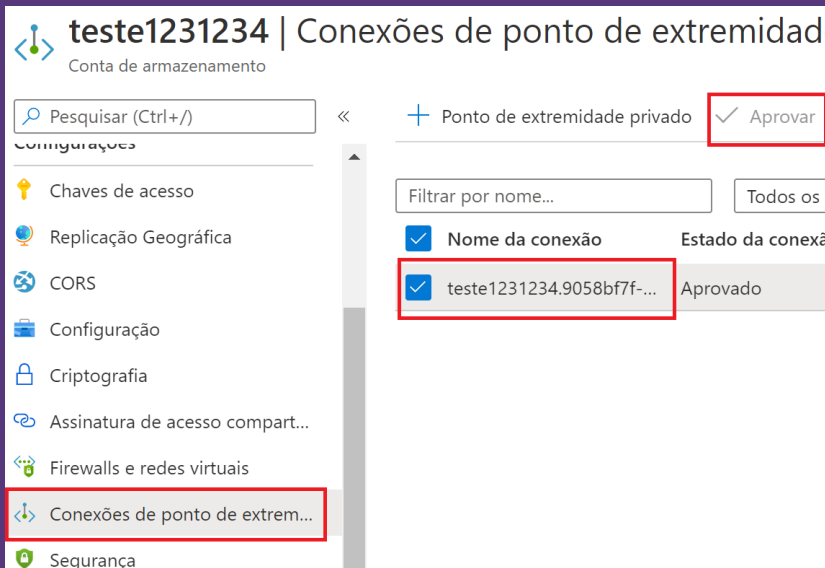 teste1231234 | Conexões de ponto de extremidad
Conta de armazenamento
Pesquisar (Ctrl+/)
«
Configurações
Chaves de acesso
Replicação Geográfica
CORS
Configuração
Criptografia
Assinatura de acesso compart...
Firewalls e redes virtuais
Conexões de ponto de extrem...
Segurança
+ Ponto de extremidade privado
Aprovar
Filtrar por nome...
Todos os
Nome da conexão Estado da conexã
teste1231234.9058bf7f-... Aprovado